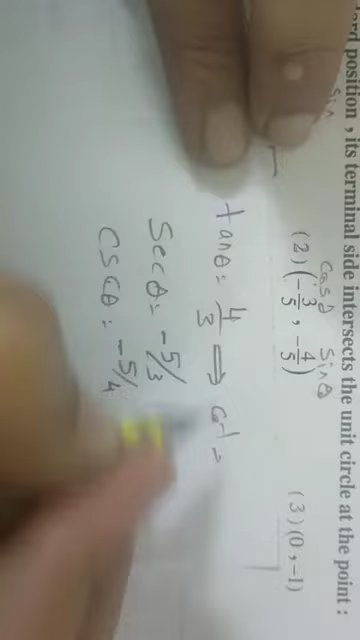 position , its terminal side intersects the unit circle at the point :
cosθ sinθ
(2) (-3/5 , -4/5) (3) (0 , -1)
tanθ = 4/3 ⇒ cot
secθ = -5/3
cscθ = -5/4